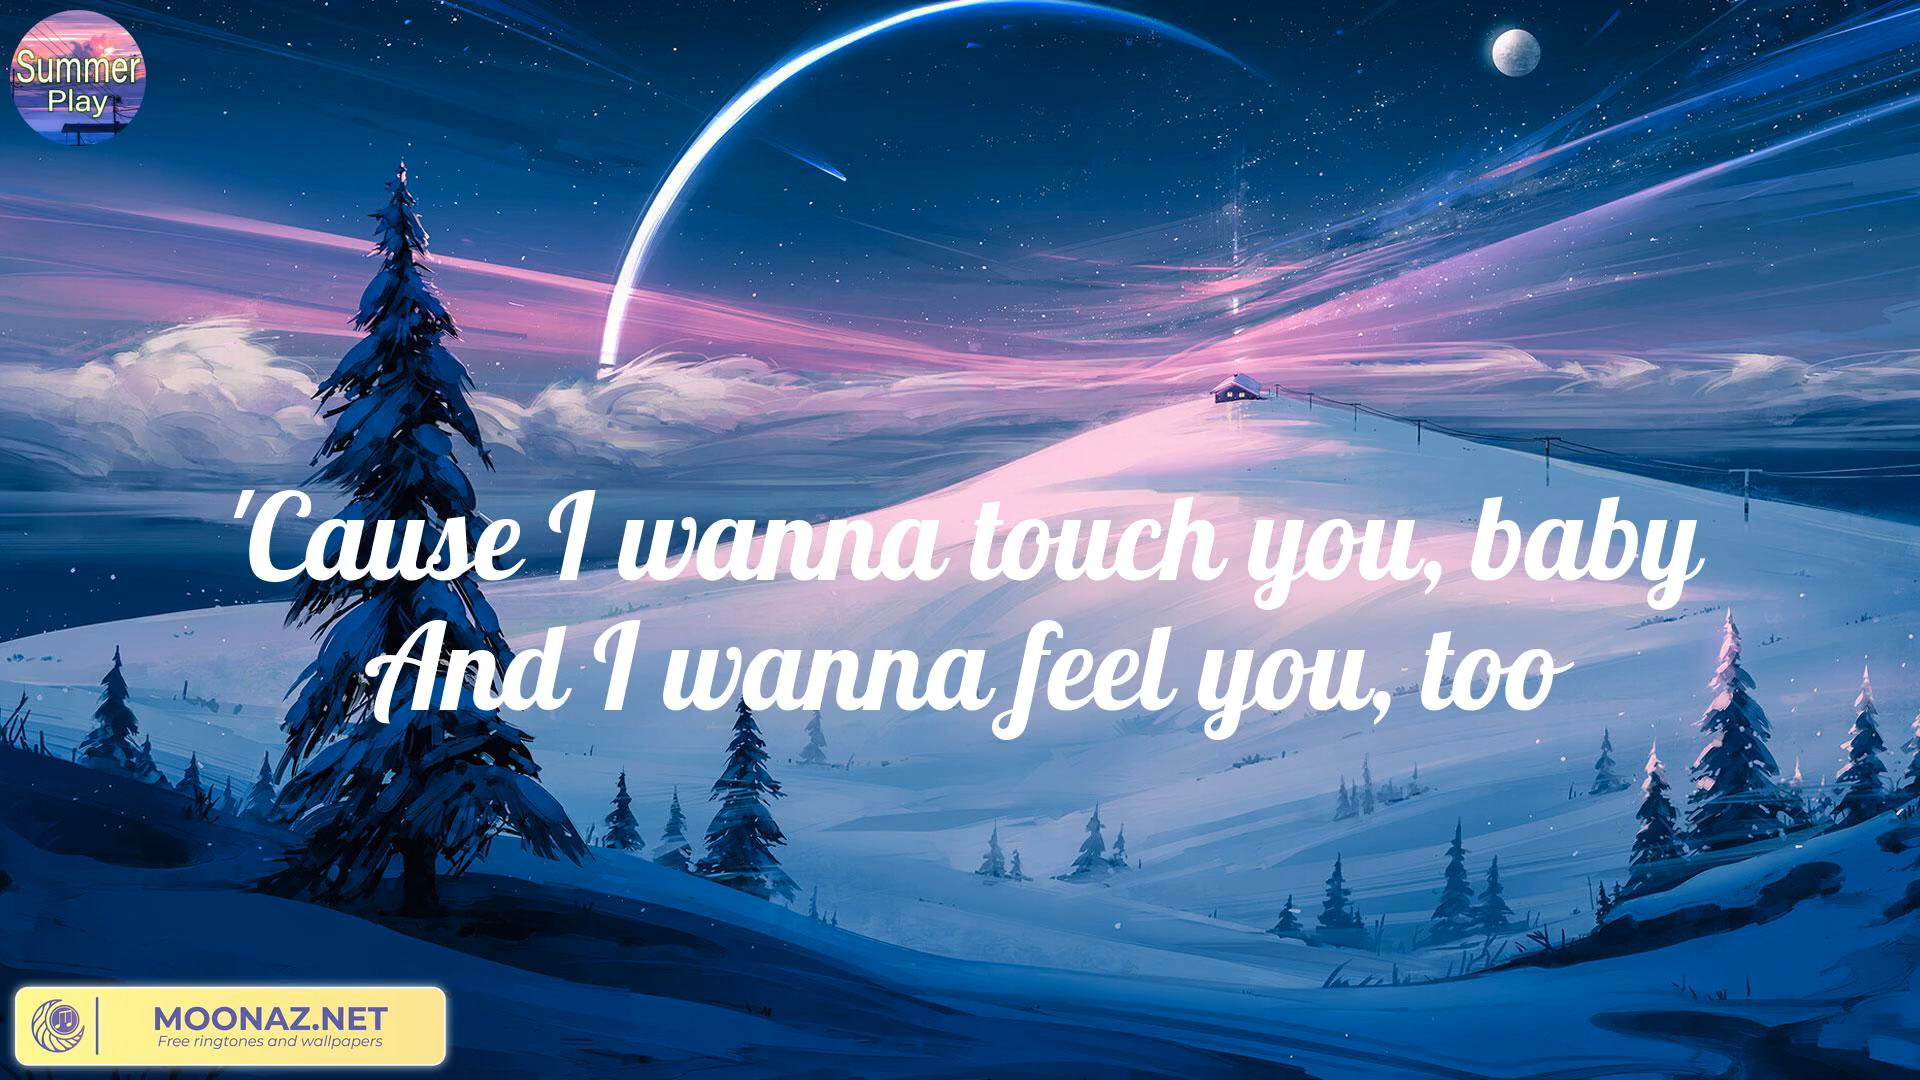 Summer
Play
'Cause I wanna touch you, baby
And I wanna feel you, too
MOONAZ.NET
Free ringtones and wallpapers